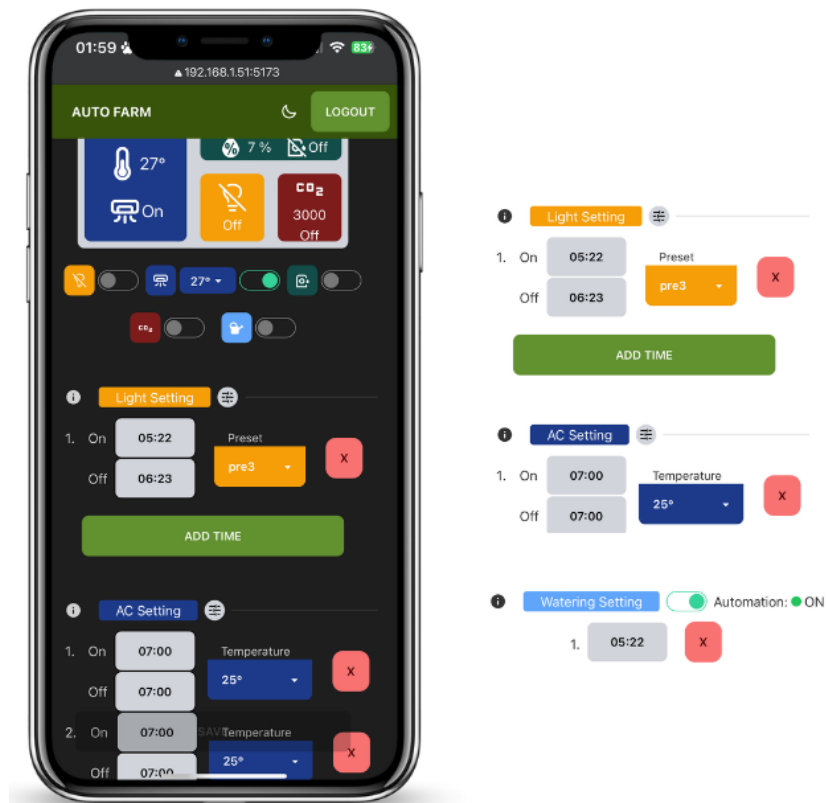 01:59
83
192.168.1.51:5173
AUTO FARM
LOGOUT
27°
7 %
Off
On
Off
CO2
3000
Off
27°
CO2
Light Setting
1. On 05:22 Preset
pre3 X
Off 06:23
ADD TIME
AC Setting
1. On 07:00 Temperature
25° X
Off 07:00
2. On 07:00 SAVE Temperature
25° X
Off 07:00
Light Setting
1. On 05:22 Preset
pre3 X
Off 06:23
ADD TIME
AC Setting
1. On 07:00 Temperature
25° X
Off 07:00
Watering Setting Automation: ON
1. 05:22 X